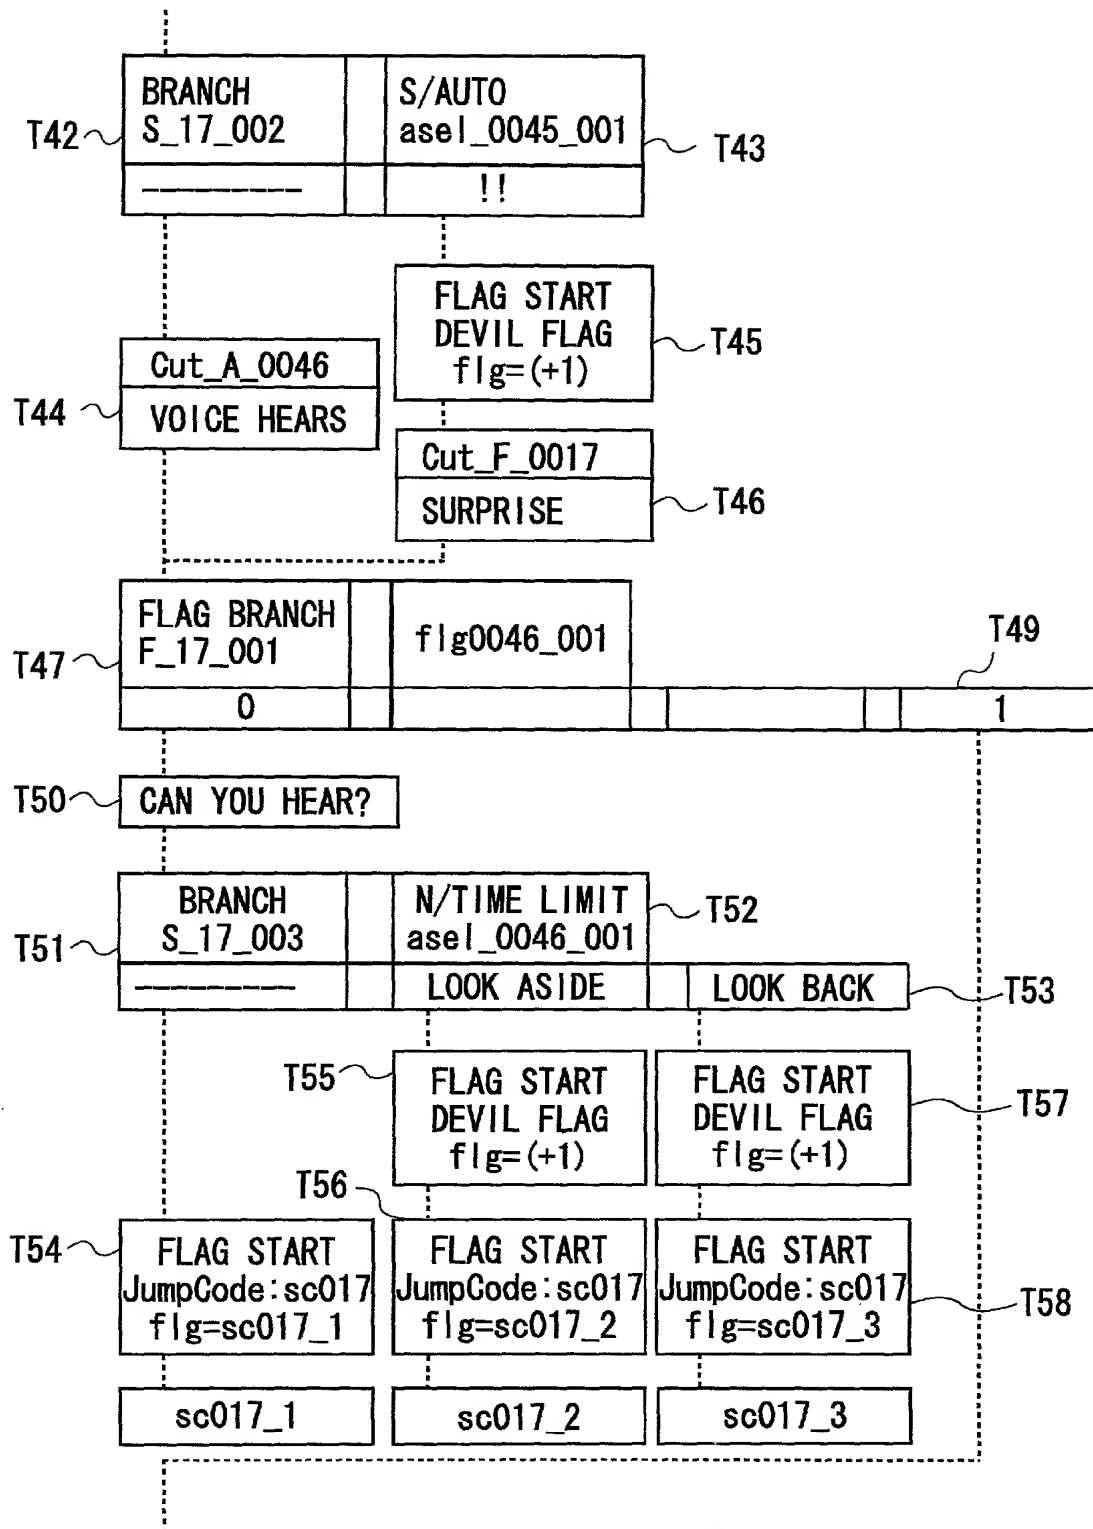 BRANCH
S_17_002
S/AUTO
asel_0045_001
T42
T43
---------
!!
FLAG START
DEVIL FLAG
flg=(+1)
T45
Cut_A_0046
VOICE HEARS
T44
Cut_F_0017
SURPRISE
T46
FLAG BRANCH
F_17_001
flg0046_001
T47
T49
0
1
T50
CAN YOU HEAR?
BRANCH
S_17_003
N/TIME LIMIT
asel_0046_001
T51
T52
---------
LOOK ASIDE
LOOK BACK
T53
T55
FLAG START
DEVIL FLAG
flg=(+1)
FLAG START
DEVIL FLAG
flg=(+1)
T57
T56
T54
FLAG START
JumpCode:sc017
flg=sc017_1
FLAG START
JumpCode:sc017
flg=sc017_2
FLAG START
JumpCode:sc017
flg=sc017_3
T58
sc017_1
sc017_2
sc017_3